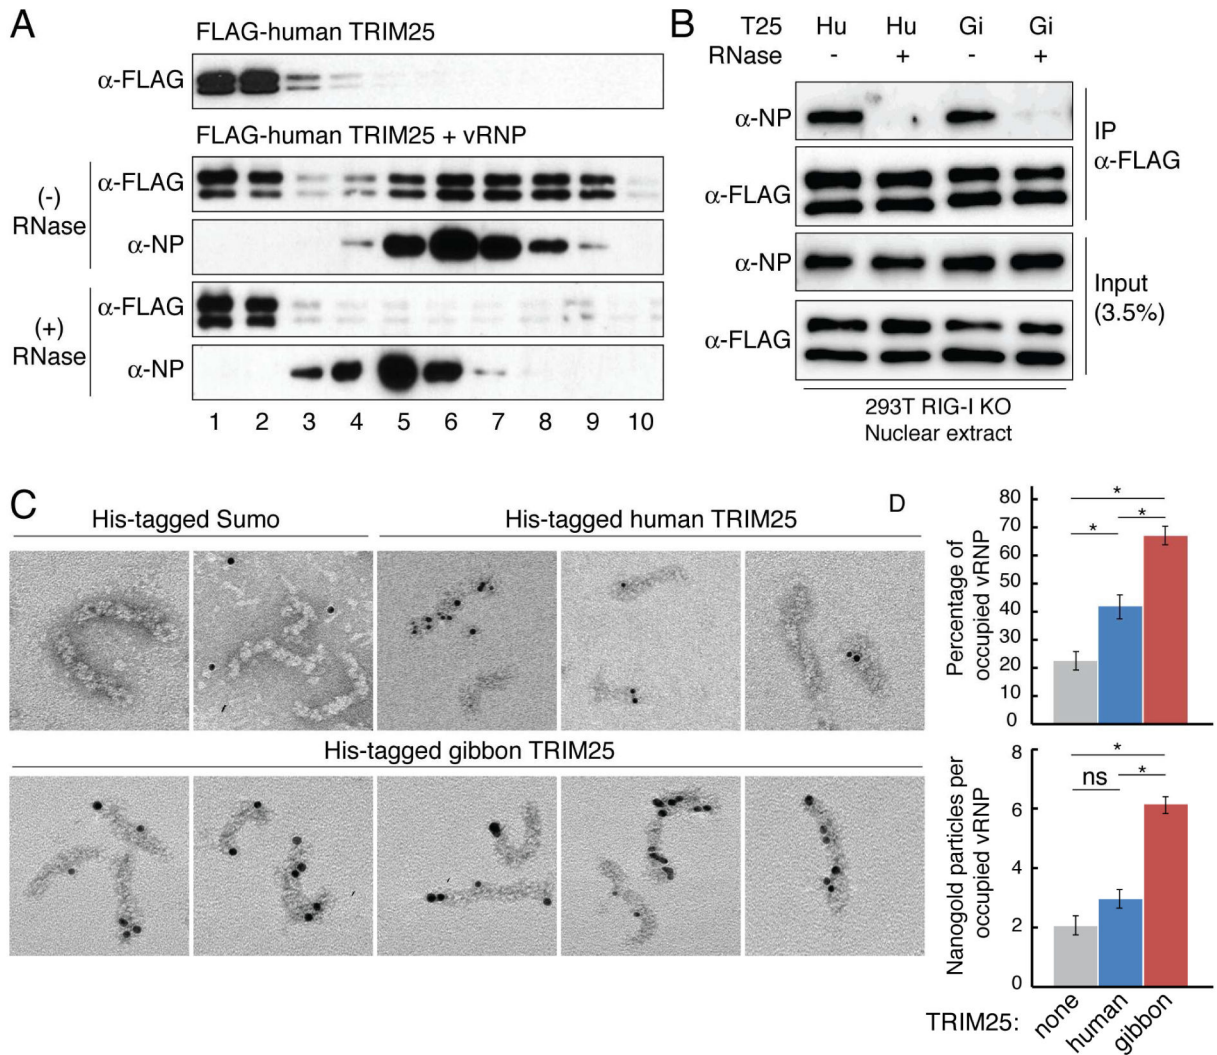 A
FLAG-human TRIM25
α-FLAG
FLAG-human TRIM25 + vRNP
(-)
RNase
α-FLAG
α-NP
(+)
RNase
α-FLAG
α-NP
1 2 3 4 5 6 7 8 9 10
B
T25 Hu Hu Gi Gi
RNase - + - +
α-NP
α-FLAG
IP
α-FLAG
α-NP
α-FLAG
Input
(3.5%)
293T RIG-I KO
Nuclear extract
C
His-tagged Sumo
His-tagged human TRIM25
His-tagged gibbon TRIM25
D
Percentage of
occupied vRNP
80
70
60
50
40
30
20
10
0
*
* *
Nanogold particles per
occupied vRNP
8
6
4
2
0
*
ns *
TRIM25: none human gibbon